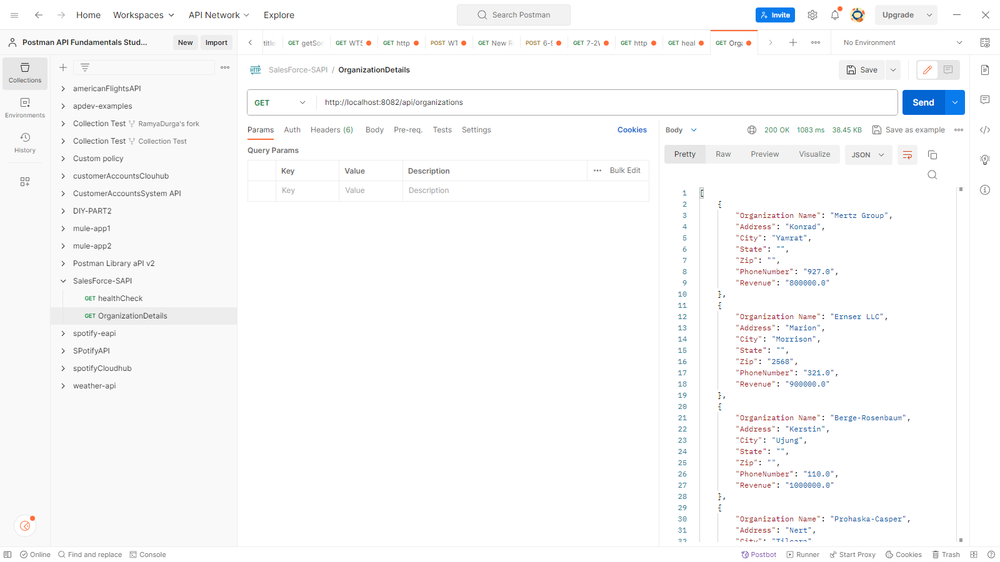 Home
Workspaces
API Network
Explore
Search Postman
Invite
Upgrade
Postman API Fundamentals Stud...
New
Import
GET getSor
GET WTS
GET http
POST WT
GET New R
POST 6-9
GET 7-2\
GET http
GET heal
GET Orga
No Environment
Collections
Environments
History
americanFlightsAPI
apdev-examples
Collection Test RamyaDurga's fork
Collection Test Collection Test
Custom policy
customerAccountsClouhub
CustomerAccountsSystem API
DIY-PART2
mule-app1
mule-app2
Postman Library aPI v2
SalesForce-SAPI
GET healthCheck
GET OrganizationDetails
spotify-eapi
SPotifyAPI
spotifyCloudhub
weather-api
HTTP SalesForce-SAPI / OrganizationDetails
Save
GET http://localhost:8082/api/organizations
Send
Params Auth Headers (6) Body Pre-req. Tests Settings Cookies
Query Params
Key Value Description ••• Bulk Edit
Key Value Description
Body 200 OK 1083 ms 38.45 KB Save as example
Pretty Raw Preview Visualize JSON
1 [
2 {
3 "Organization Name": "Mertz Group",
4 "Address": "Konrad",
5 "City": "Yamrat",
6 "State": "",
7 "Zip": "",
8 "PhoneNumber": "927.0",
9 "Revenue": "800000.0"
10 },
11 {
12 "Organization Name": "Ernser LLC",
13 "Address": "Marion",
14 "City": "Morrison",
15 "State": "",
16 "Zip": "2568",
17 "PhoneNumber": "321.0",
18 "Revenue": "900000.0"
19 },
20 {
21 "Organization Name": "Berge-Rosenbaum",
22 "Address": "Kerstin",
23 "City": "Ujung",
24 "State": "",
25 "Zip": "",
26 "PhoneNumber": "110.0",
27 "Revenue": "1000000.0"
28 },
29 {
30 "Organization Name": "Prohaska-Casper",
31 "Address": "Nert",
32 "City": "Tilcara"
Online
Find and replace
Console
Postbot
Runner
Start Proxy
Cookies
Trash